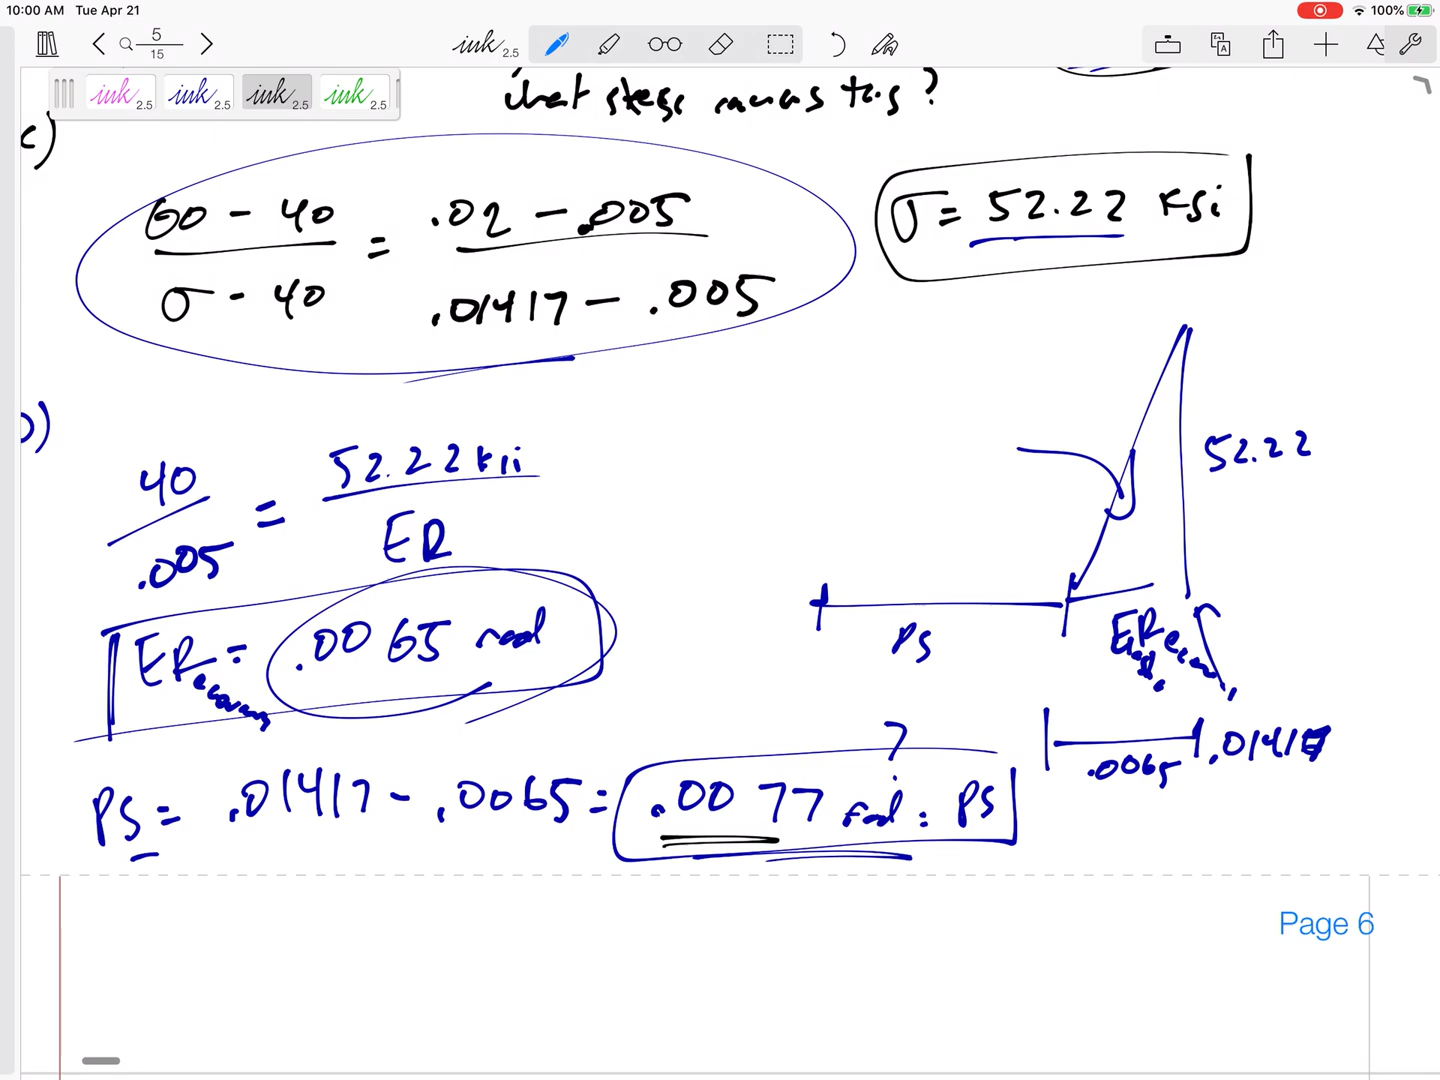 10:00 AM Tue Apr 21
100%
5
15
ink 2.5
ink 2.5 ink 2.5 ink 2.5 ink 2.5
what stress causes this?
c)
60 - 40 = .02 - .005
σ - 40 .01417 - .005
σ = 52.22 ksi
D)
40 = 52.22 ksi
.005 ER
52.22
ERecovery = .0065 rad
PS
.0065 .01417
PS = .01417 - .0065 = .0077 rad = PS
?
Page 6